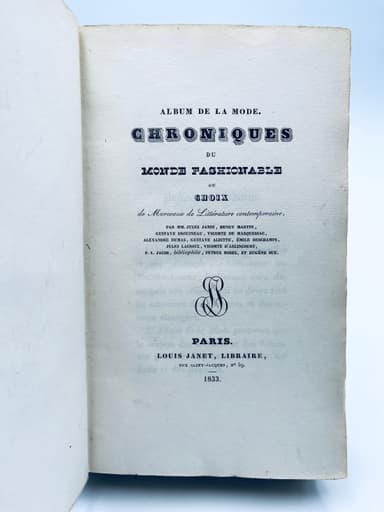 ALBUM DE LA MODE.
CHRONIQUES
DU
MONDE FASHIONABLE
OU
CHOIX
de Morceaux de Littérature contemporaine,
PAR MM. JULES JANIN, HENRY MARTIN,
GUSTAVE DROUINEAU, VICOMTE DE MARQUESSAC,
ALEXANDRE DUMAS, GUSTAVE ALBITTE, ÉMILE DESCHAMPS,
JULES LACROIX, VICOMTE D'ARLINCOURT,
P. L. JACOB, bibliophile, PETRUS BOREL, ET EUGÈNE SUE.
PARIS.
LOUIS JANET, LIBRAIRE,
RUE SAINT-JACQUES, Nº 59.
1833.